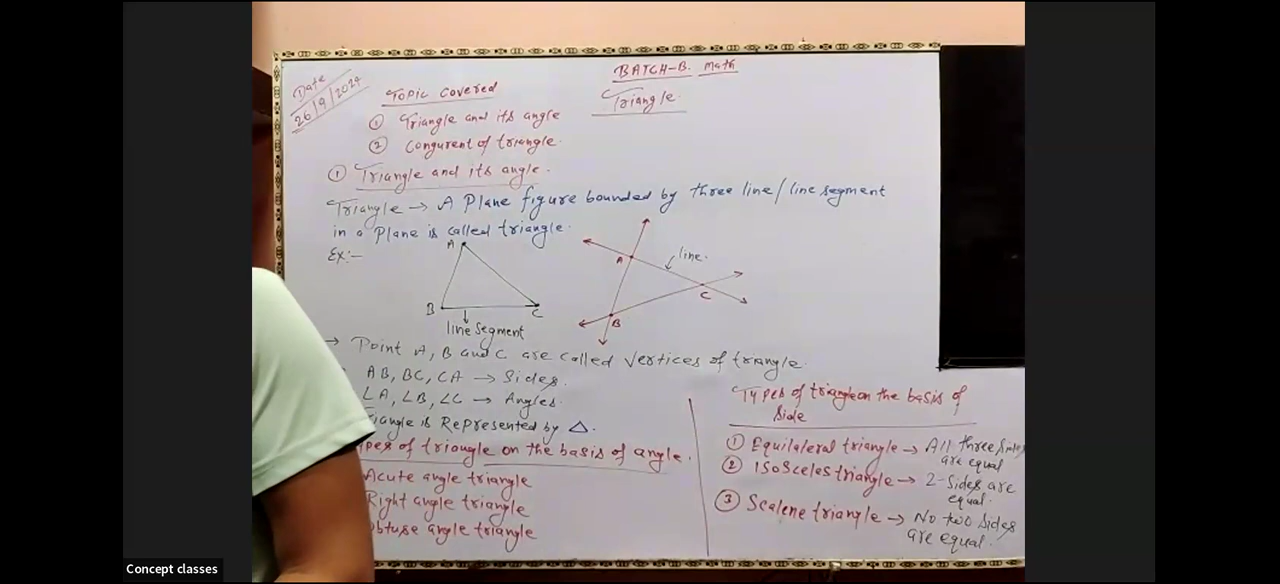 Date
26/9/2024
BATCH-B. Math
Triangle
Topic Covered
① Triangle and its angle
② Congurent of triangle.
① Triangle and its angle.
Triangle → A Plane figure bounded by three line/line segment
in a Plane is called triangle.
Ex:-
A
B
C
line segment
A
B
C
line.
→ Point A, B and C are called vertices of triangle.
AB, BC, CA → Sides.
∠A, ∠B, ∠C → Angles.
is Represented by △.
of triangle on the basis of angle.
Acute angle triangle
Right angle triangle
angle triangle
Types of triangle on the basis of
Side
① Equilateral triangle → All three sides
are equal
② Isosceles triangle → 2-Sides are
equal.
③ Scalene triangle → No two sides
are equal.
Concept classes